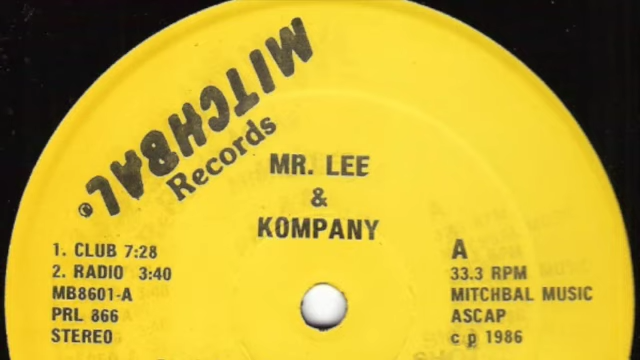 MITCHBAL®
Records
MR. LEE
&
KOMPANY
1. CLUB 7:28
2. RADIO 3:40
MB8601-A
PRL 866
STEREO
A
33.3 RPM
MITCHBAL MUSIC
ASCAP
c p 1986